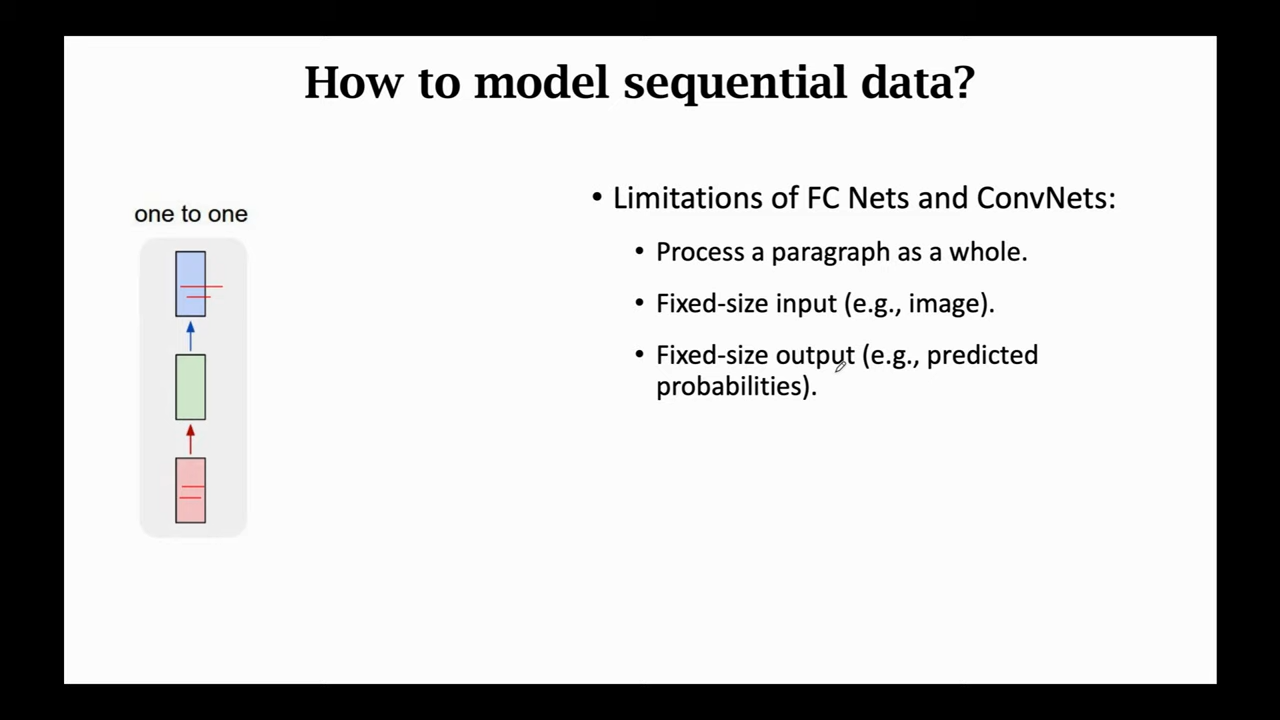 How to model sequential data?
one to one
• Limitations of FC Nets and ConvNets:
• Process a paragraph as a whole.
• Fixed-size input (e.g., image).
• Fixed-size output (e.g., predicted
probabilities).